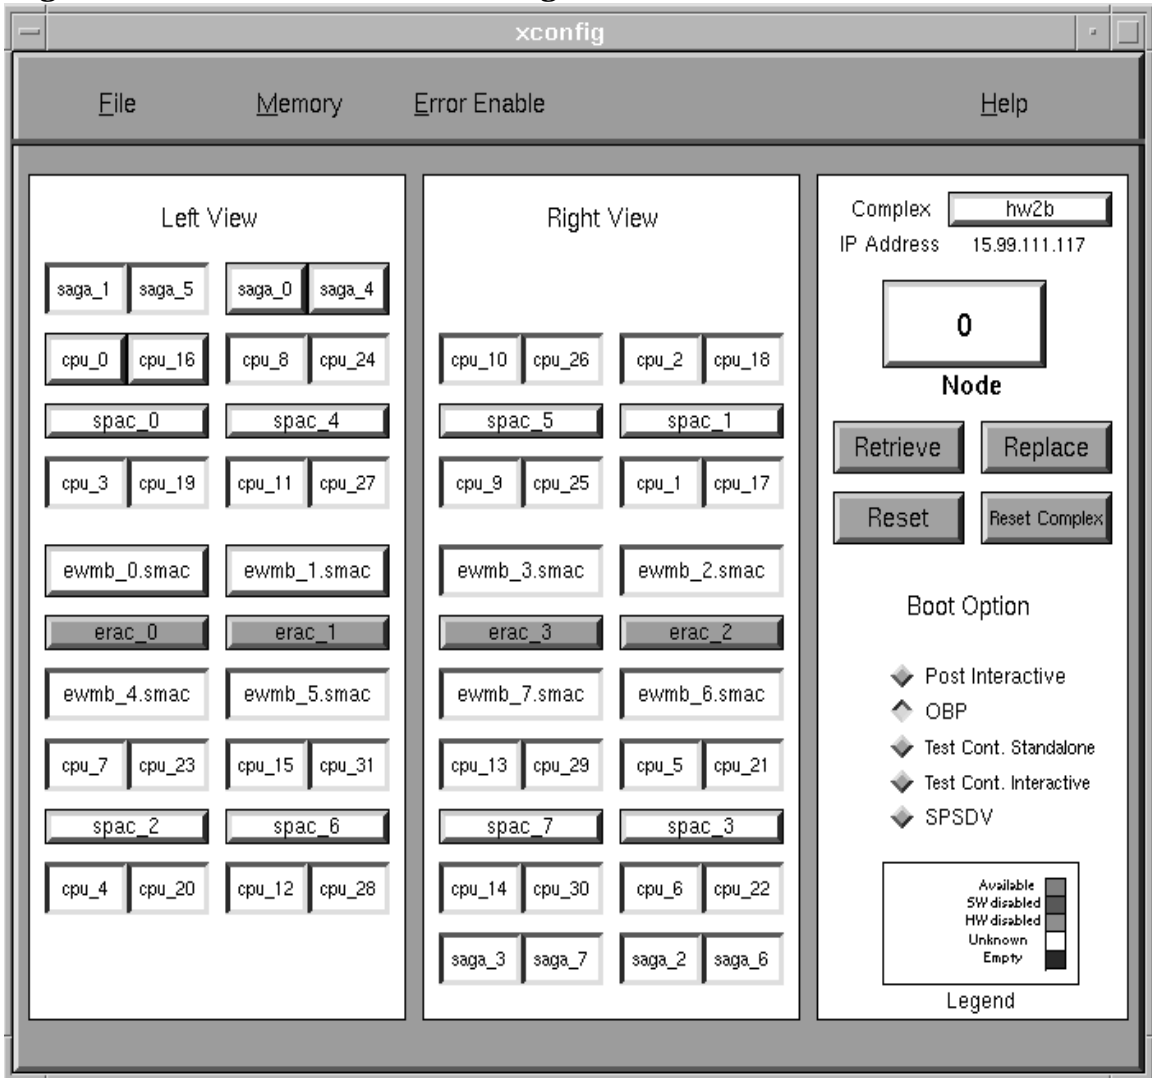 xconfig
File Memory Error Enable Help
Left View
saga_1 saga_5 saga_0 saga_4
cpu_0 cpu_16 cpu_8 cpu_24
spac_0 spac_4
cpu_3 cpu_19 cpu_11 cpu_27
ewmb_0.smac ewmb_1.smac
erac_0 erac_1
ewmb_4.smac ewmb_5.smac
cpu_7 cpu_23 cpu_15 cpu_31
spac_2 spac_6
cpu_4 cpu_20 cpu_12 cpu_28
Right View
cpu_10 cpu_26 cpu_2 cpu_18
spac_5 spac_1
cpu_9 cpu_25 cpu_1 cpu_17
ewmb_3.smac ewmb_2.smac
erac_3 erac_2
ewmb_7.smac ewmb_6.smac
cpu_13 cpu_29 cpu_5 cpu_21
spac_7 spac_3
cpu_14 cpu_30 cpu_6 cpu_22
saga_3 saga_7 saga_2 saga_6
Complex hw2b
IP Address 15.99.111.117
0
Node
Retrieve Replace
Reset Reset Complex
Boot Option
Post Interactive
OBP
Test Cont. Standalone
Test Cont. Interactive
SPSDV
Available
SW disabled
HW disabled
Unknown
Empty
Legend